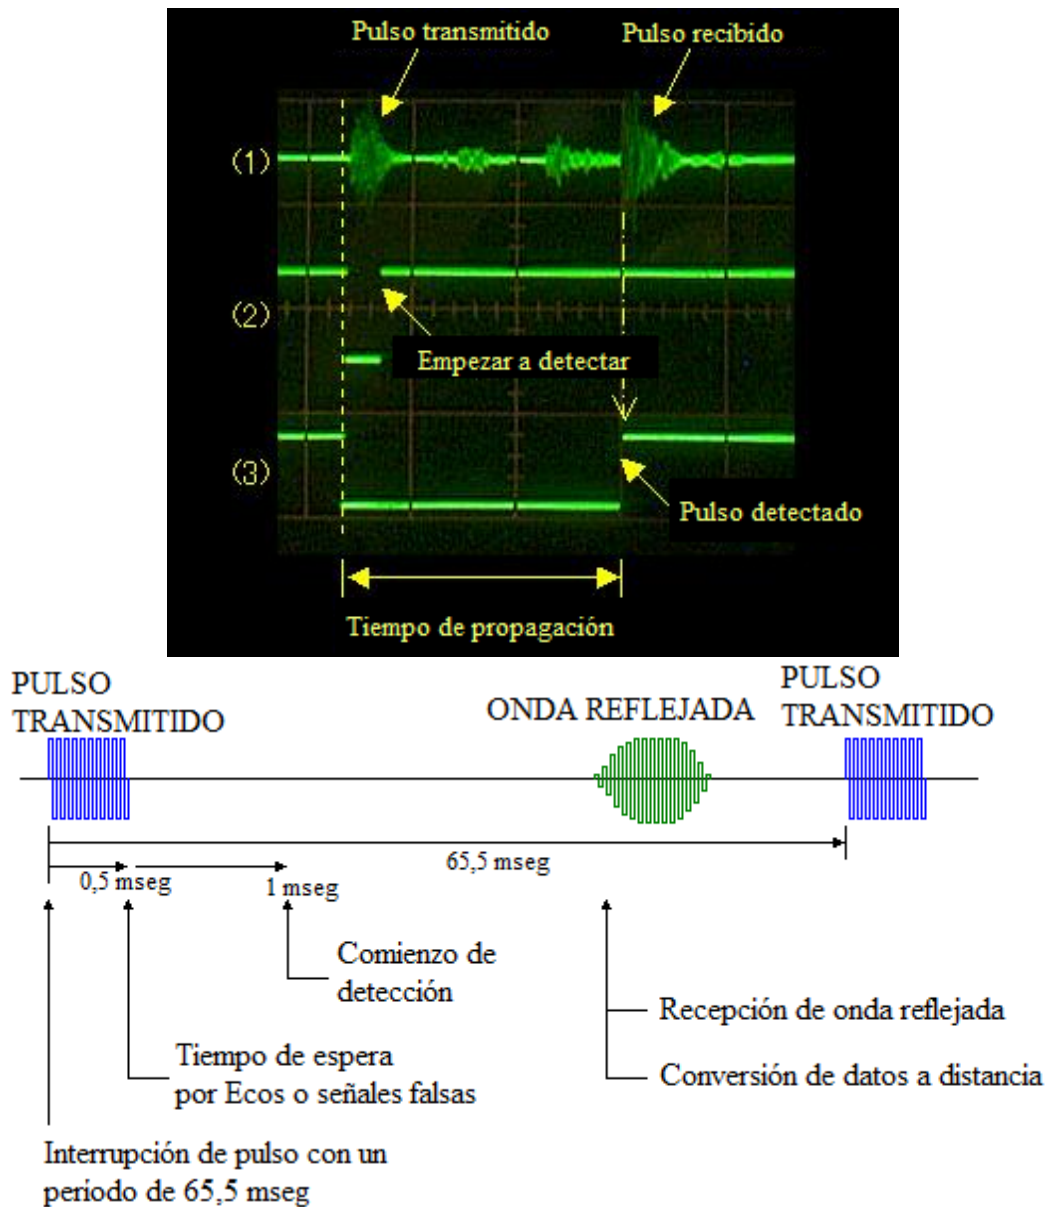 Pulso transmitido
Pulso recibido
(1)
(2)
Empezar a detectar
(3)
Pulso detectado
Tiempo de propagación
PULSO
TRANSMITIDO
ONDA REFLEJADA
PULSO
TRANSMITIDO
65,5 mseg
0,5 mseg
1 mseg
Comienzo de
detección
Recepción de onda reflejada
Tiempo de espera
por Ecos o señales falsas
Conversión de datos a distancia
Interrupción de pulso con un
período de 65,5 mseg